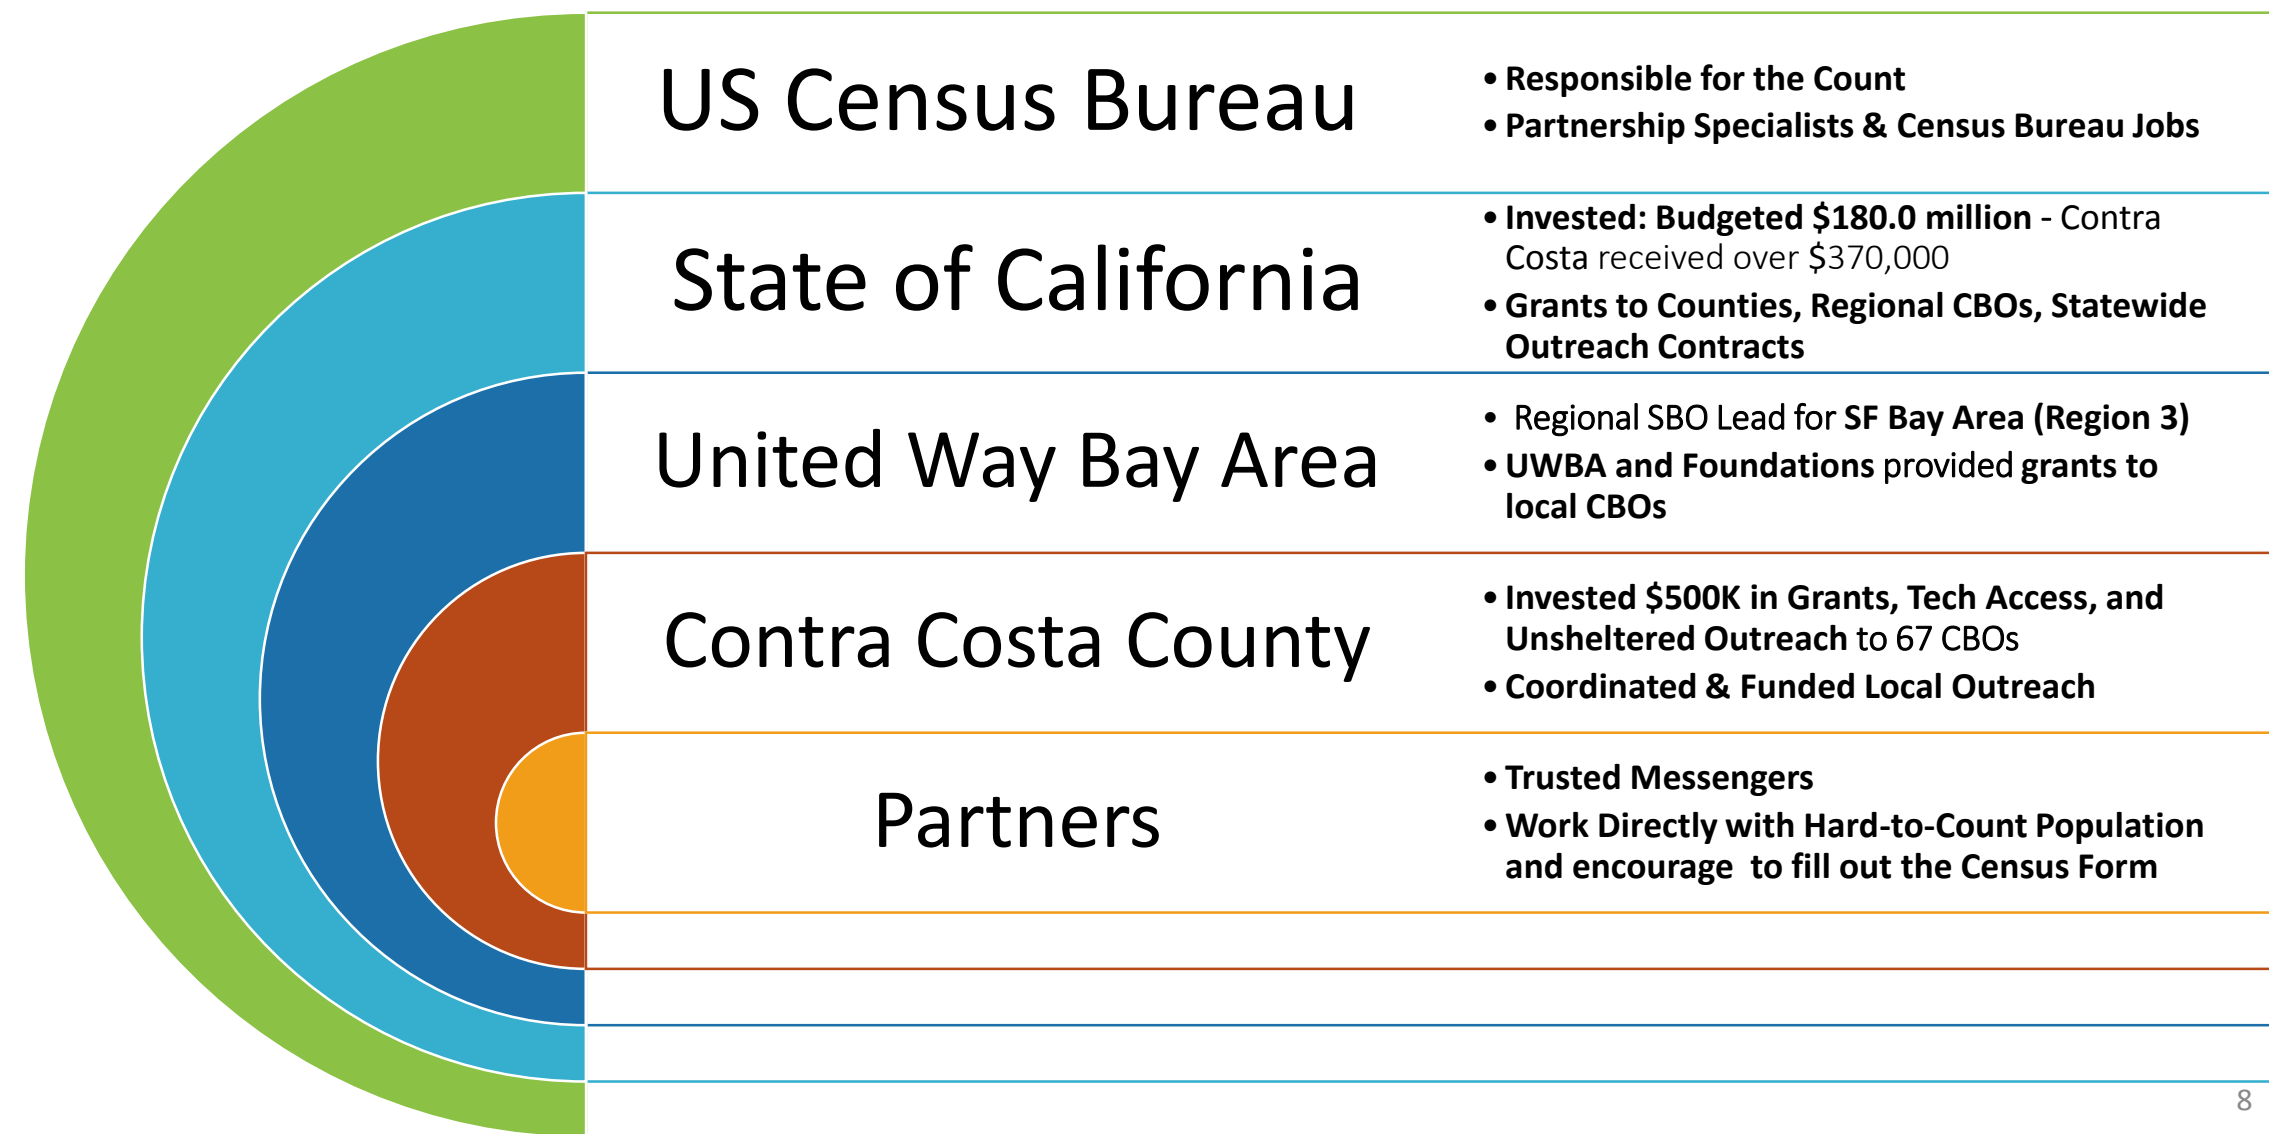 US Census Bureau
• Responsible for the Count
• Partnership Specialists & Census Bureau Jobs
State of California
• Invested: Budgeted $180.0 million - Contra
Costa received over $370,000
• Grants to Counties, Regional CBOs, Statewide
Outreach Contracts
United Way Bay Area
• Regional SBO Lead for SF Bay Area (Region 3)
• UWBA and Foundations provided grants to
local CBOs
Contra Costa County
• Invested $500K in Grants, Tech Access, and
Unsheltered Outreach to 67 CBOs
• Coordinated & Funded Local Outreach
Partners
• Trusted Messengers
• Work Directly with Hard-to-Count Population
and encourage  to fill out the Census Form
8